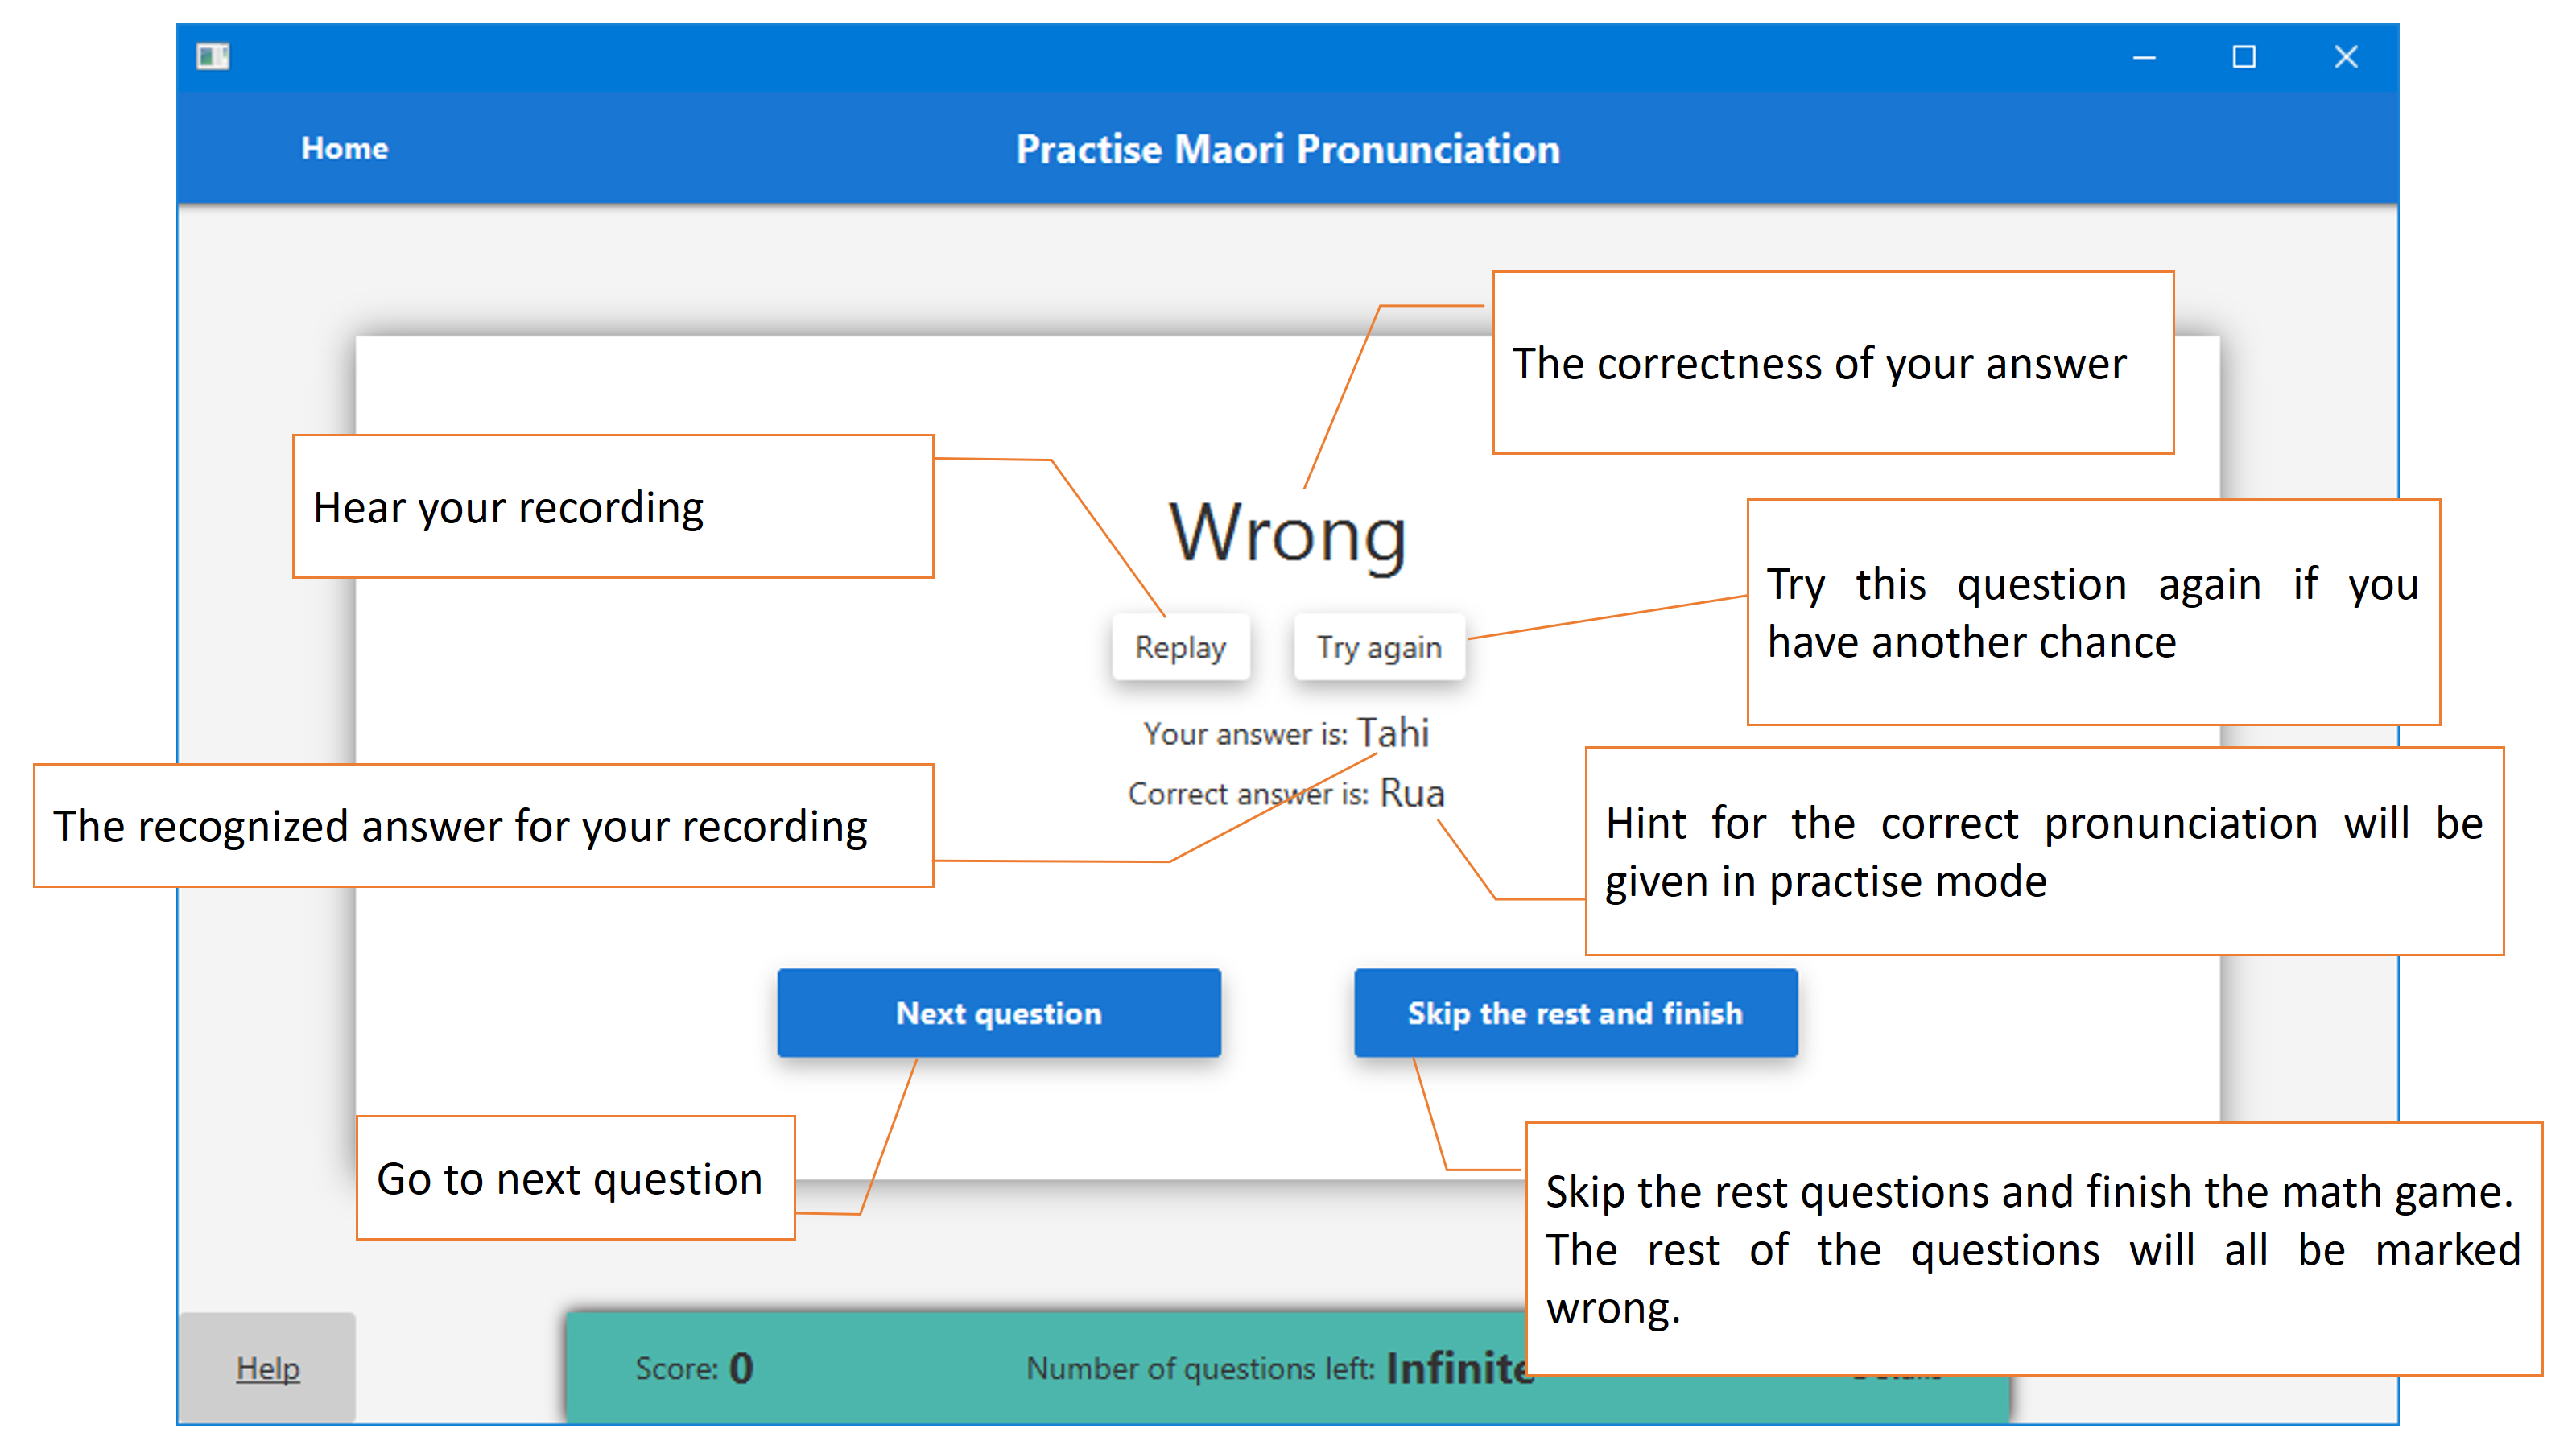 Home
Practise Maori Pronunciation
The correctness of your answer
Hear your recording
Wrong
Try this question again if you
have another chance
Replay
Try again
Your answer is: Tahi
Correct answer is: Rua
The recognized answer for your recording
Hint for the correct pronunciation will be
given in practise mode
Next question
Skip the rest and finish
Go to next question
Skip the rest questions and finish the math game.
The rest of the questions will all be marked
wrong.
Help
Score: 0
Number of questions left: Infinite